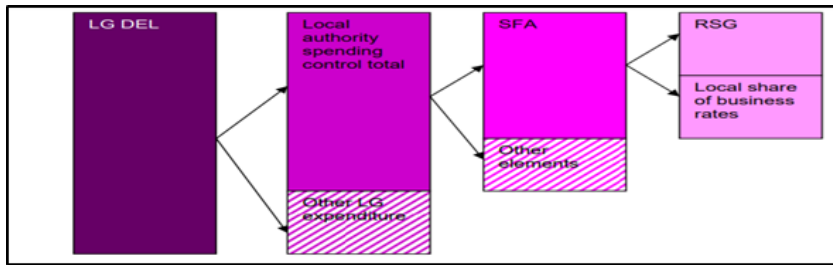 LG DEL
Local
authority
spending
control total
Other LG
expenditure
SFA
Other
elements
RSG
Local share
of business
rates